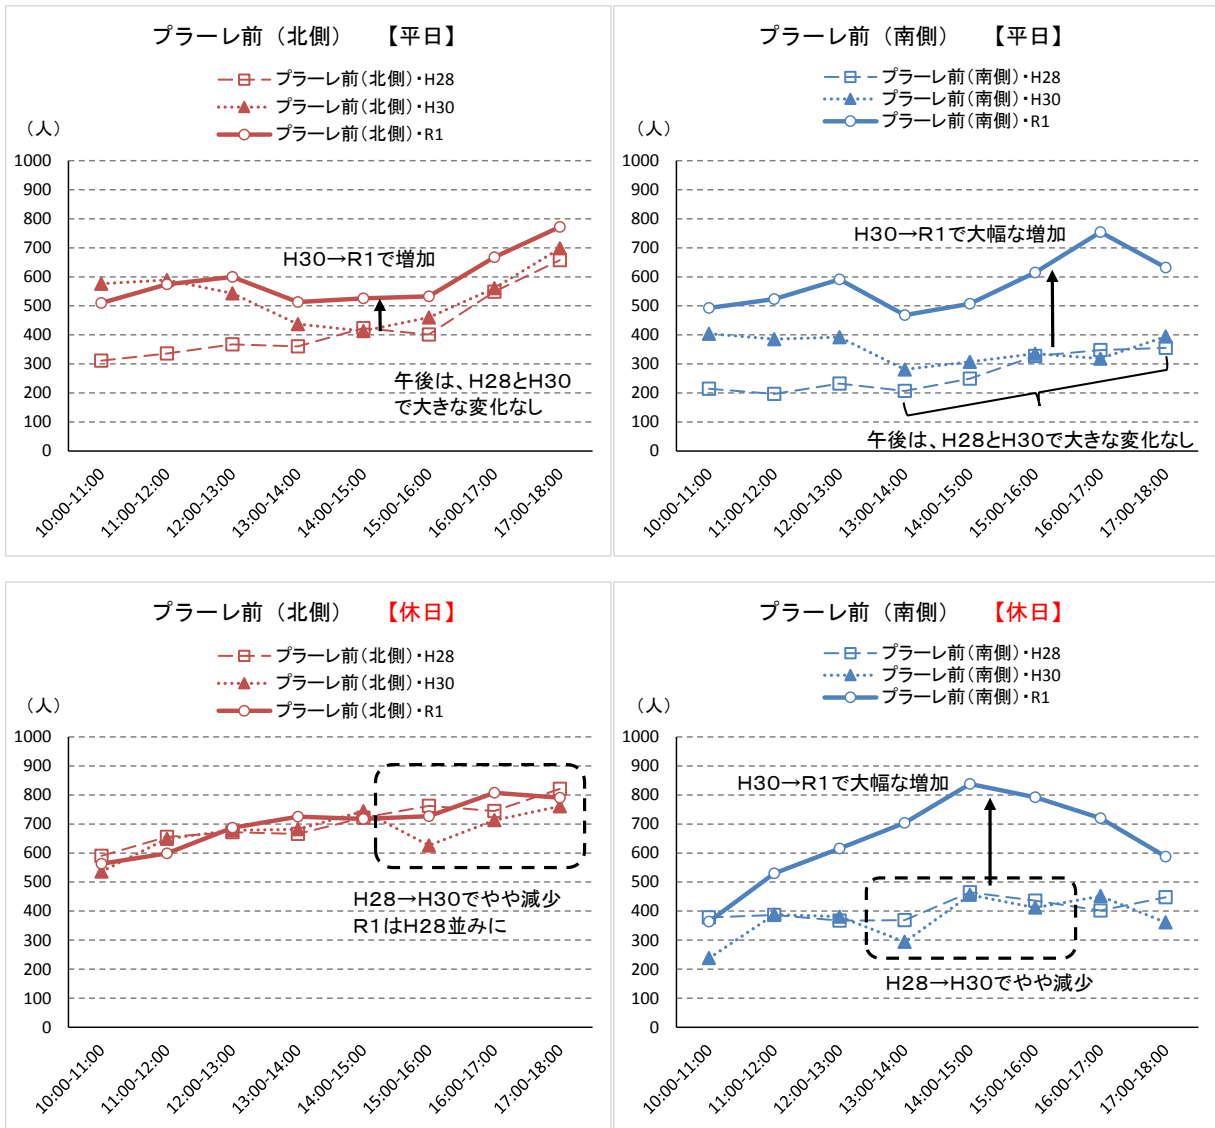 プラーレ前（北側） 【平日】
プラーレ前(北側)・H28
プラーレ前(北側)・H30
プラーレ前(北側)・R1
（人）
1000
900
800
700
600
500
400
300
200
100
0
H30→R1で増加
午後は、H28とH30
で大きな変化なし
10:00-11:00
11:00-12:00
12:00-13:00
13:00-14:00
14:00-15:00
15:00-16:00
16:00-17:00
17:00-18:00
プラーレ前（南側） 【平日】
プラーレ前(南側)・H28
プラーレ前(南側)・H30
プラーレ前(南側)・R1
（人）
1000
900
800
700
600
500
400
300
200
100
0
H30→R1で大幅な増加
午後は、H28とH30で大きな変化なし
10:00-11:00
11:00-12:00
12:00-13:00
13:00-14:00
14:00-15:00
15:00-16:00
16:00-17:00
17:00-18:00
プラーレ前（北側） 【休日】
プラーレ前(北側)・H28
プラーレ前(北側)・H30
プラーレ前(北側)・R1
（人）
1000
900
800
700
600
500
400
300
200
100
0
H28→H30でやや減少
R1はH28並みに
10:00-11:00
11:00-12:00
12:00-13:00
13:00-14:00
14:00-15:00
15:00-16:00
16:00-17:00
17:00-18:00
プラーレ前（南側） 【休日】
プラーレ前(南側)・H28
プラーレ前(南側)・H30
プラーレ前(南側)・R1
（人）
1000
900
800
700
600
500
400
300
200
100
0
H30→R1で大幅な増加
H28→H30でやや減少
10:00-11:00
11:00-12:00
12:00-13:00
13:00-14:00
14:00-15:00
15:00-16:00
16:00-17:00
17:00-18:00